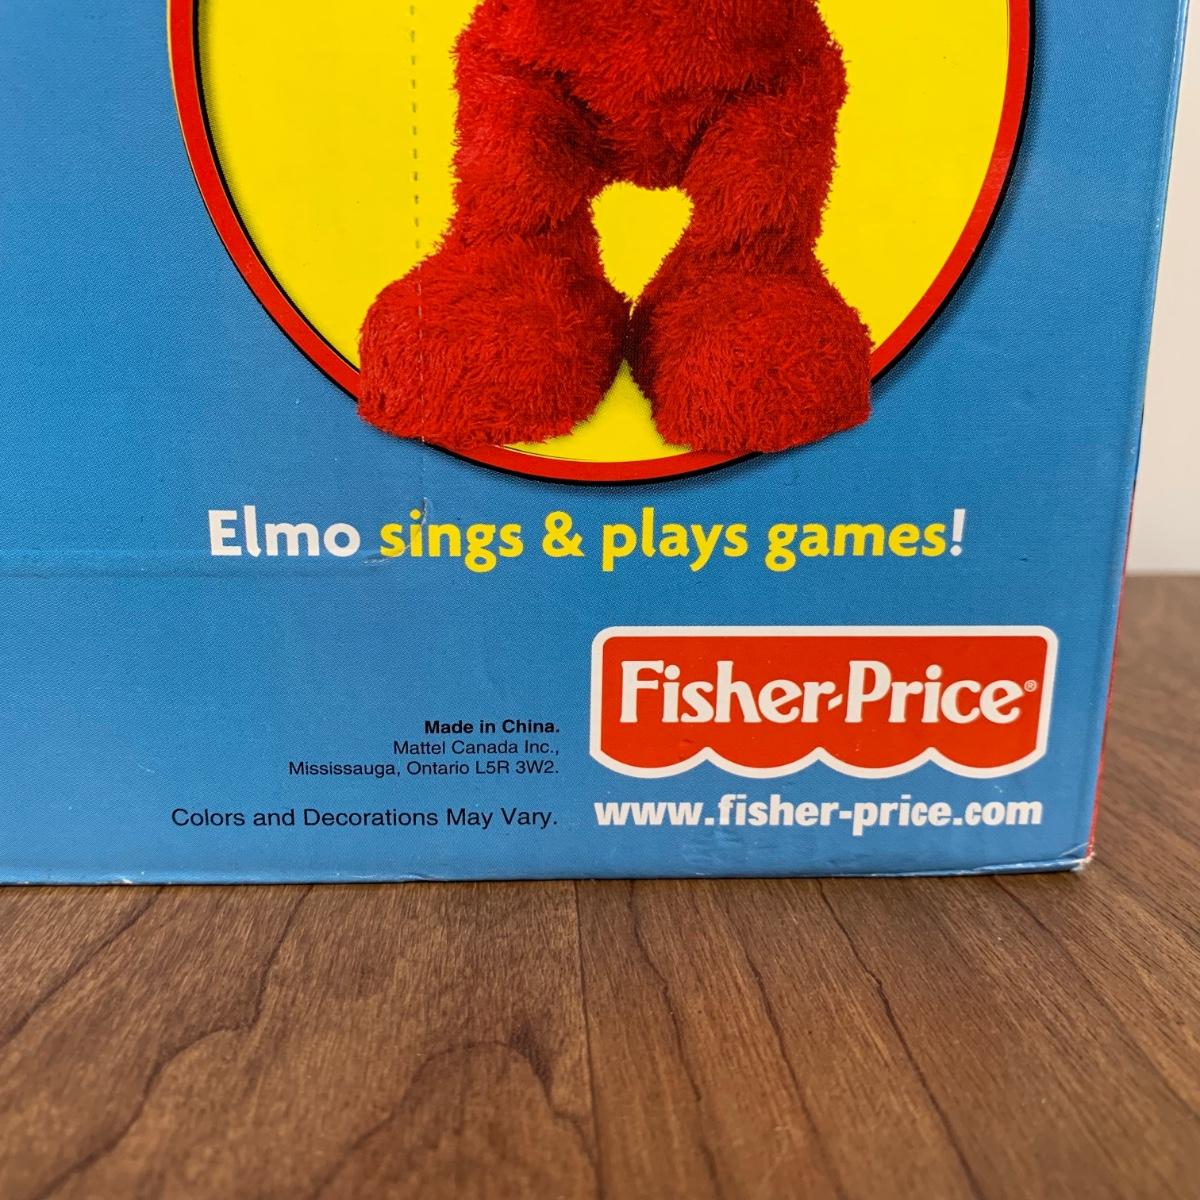 Elmo sings & plays games!
Fisher-Price®
Made in China.
Mattel Canada Inc.,
Mississauga, Ontario L5R 3W2.
Colors and Decorations May Vary.
www.fisher-price.com